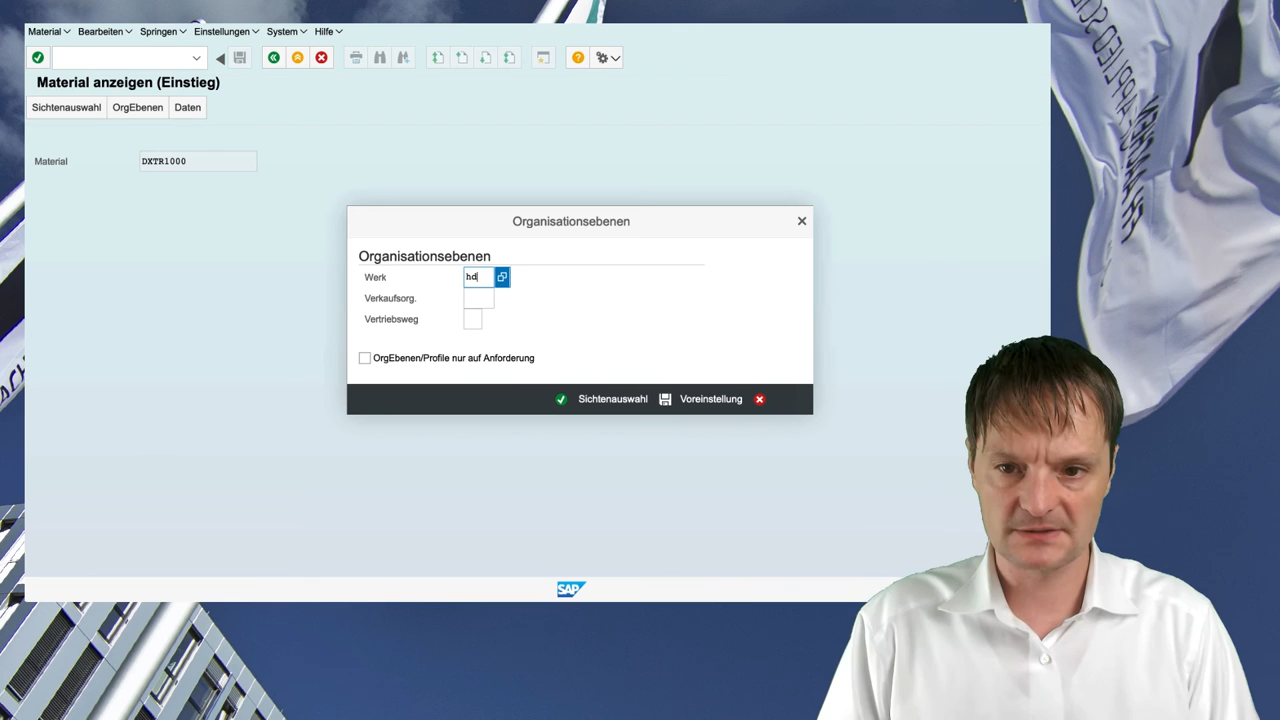 Material Bearbeiten Springen Einstellungen System Hilfe
Material anzeigen (Einstieg)
Sichtenauswahl OrgEbenen Daten
Material DXTR1000
Organisationsebenen
Organisationsebenen
Werk hd
Verkaufsorg.
Vertriebsweg
OrgEbenen/Profile nur auf Anforderung
Sichtenauswahl Voreinstellung
SAP